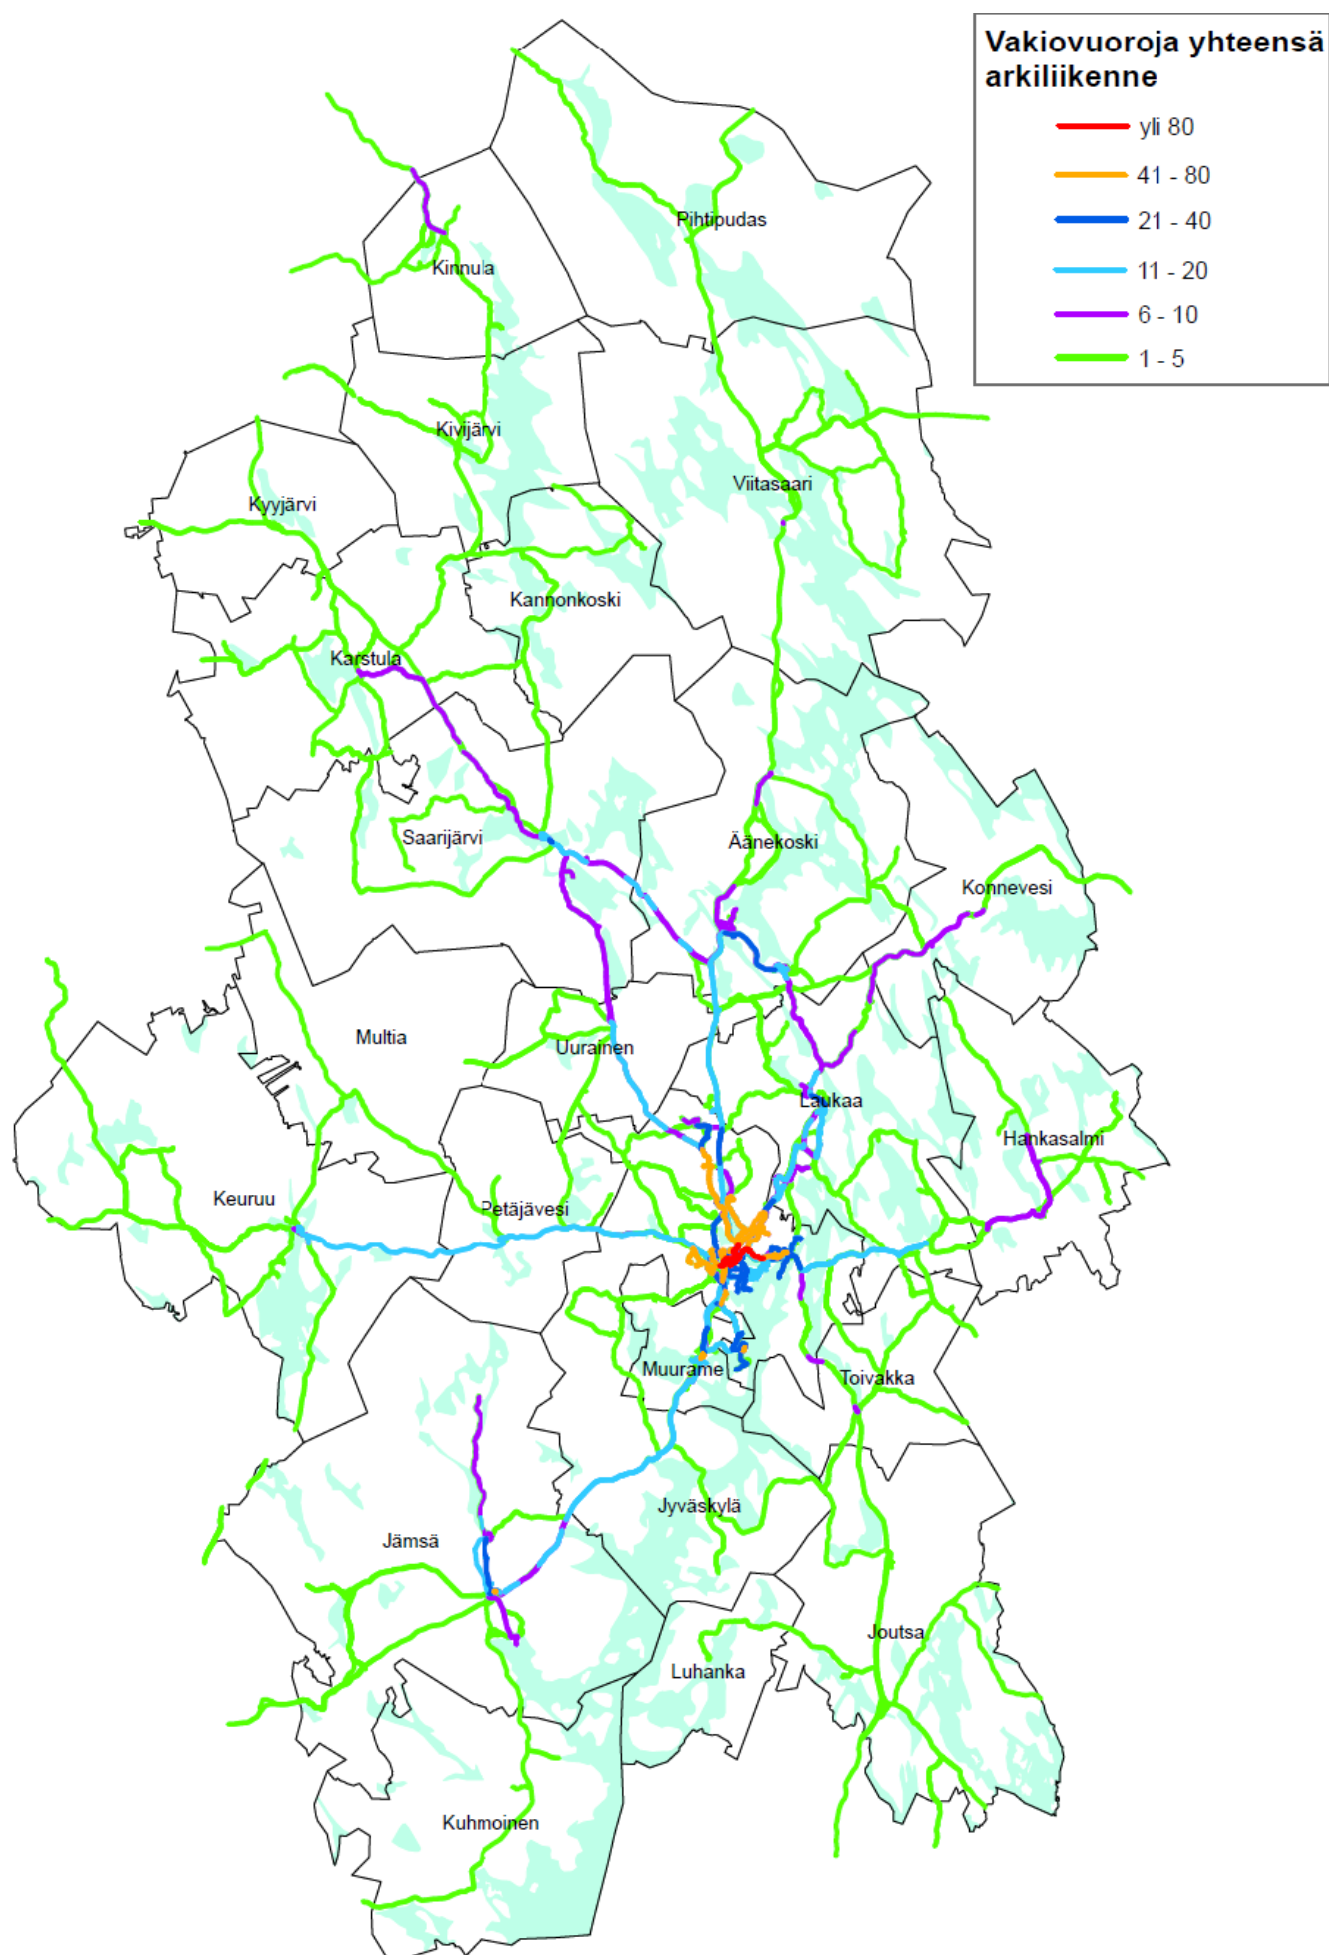 Vakiovuoroja yhteensä
arkiliikenne
yli 80
41 - 80
21 - 40
11 - 20
6 - 10
1 - 5
Pihtipudas
Kinnula
Kivijärvi
Viitasaari
Kyyjärvi
Kannonkoski
Karstula
Saarijärvi
Äänekoski
Konnevesi
Multia
Uurainen
Laukaa
Hankasalmi
Keuruu
Petäjävesi
Muurame
Toivakka
Jyväskylä
Jämsä
Joutsa
Luhanka
Kuhmoinen